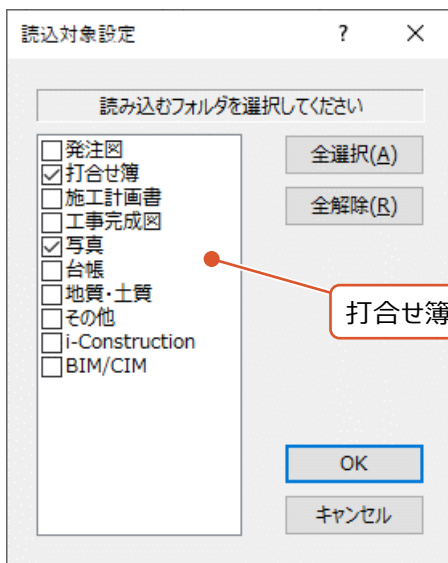 読込対象設定
?
×
読み込むフォルダを選択してください
発注図
打合せ簿
施工計画書
工事完成図
写真
台帳
地質・土質
その他
i-Construction
BIM/CIM
全選択(A)
全解除(R)
打合せ簿
OK
キャンセル